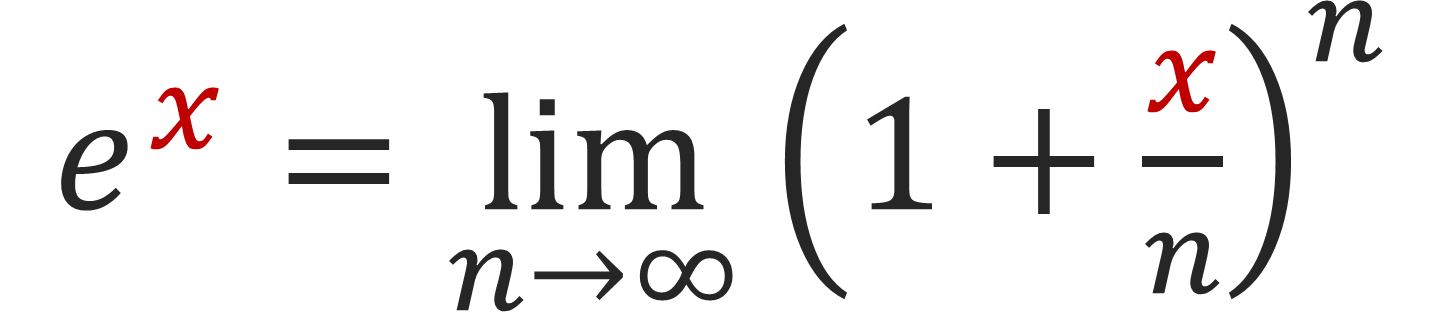 e^x = lim_{n→∞} (1 + x/n)^n